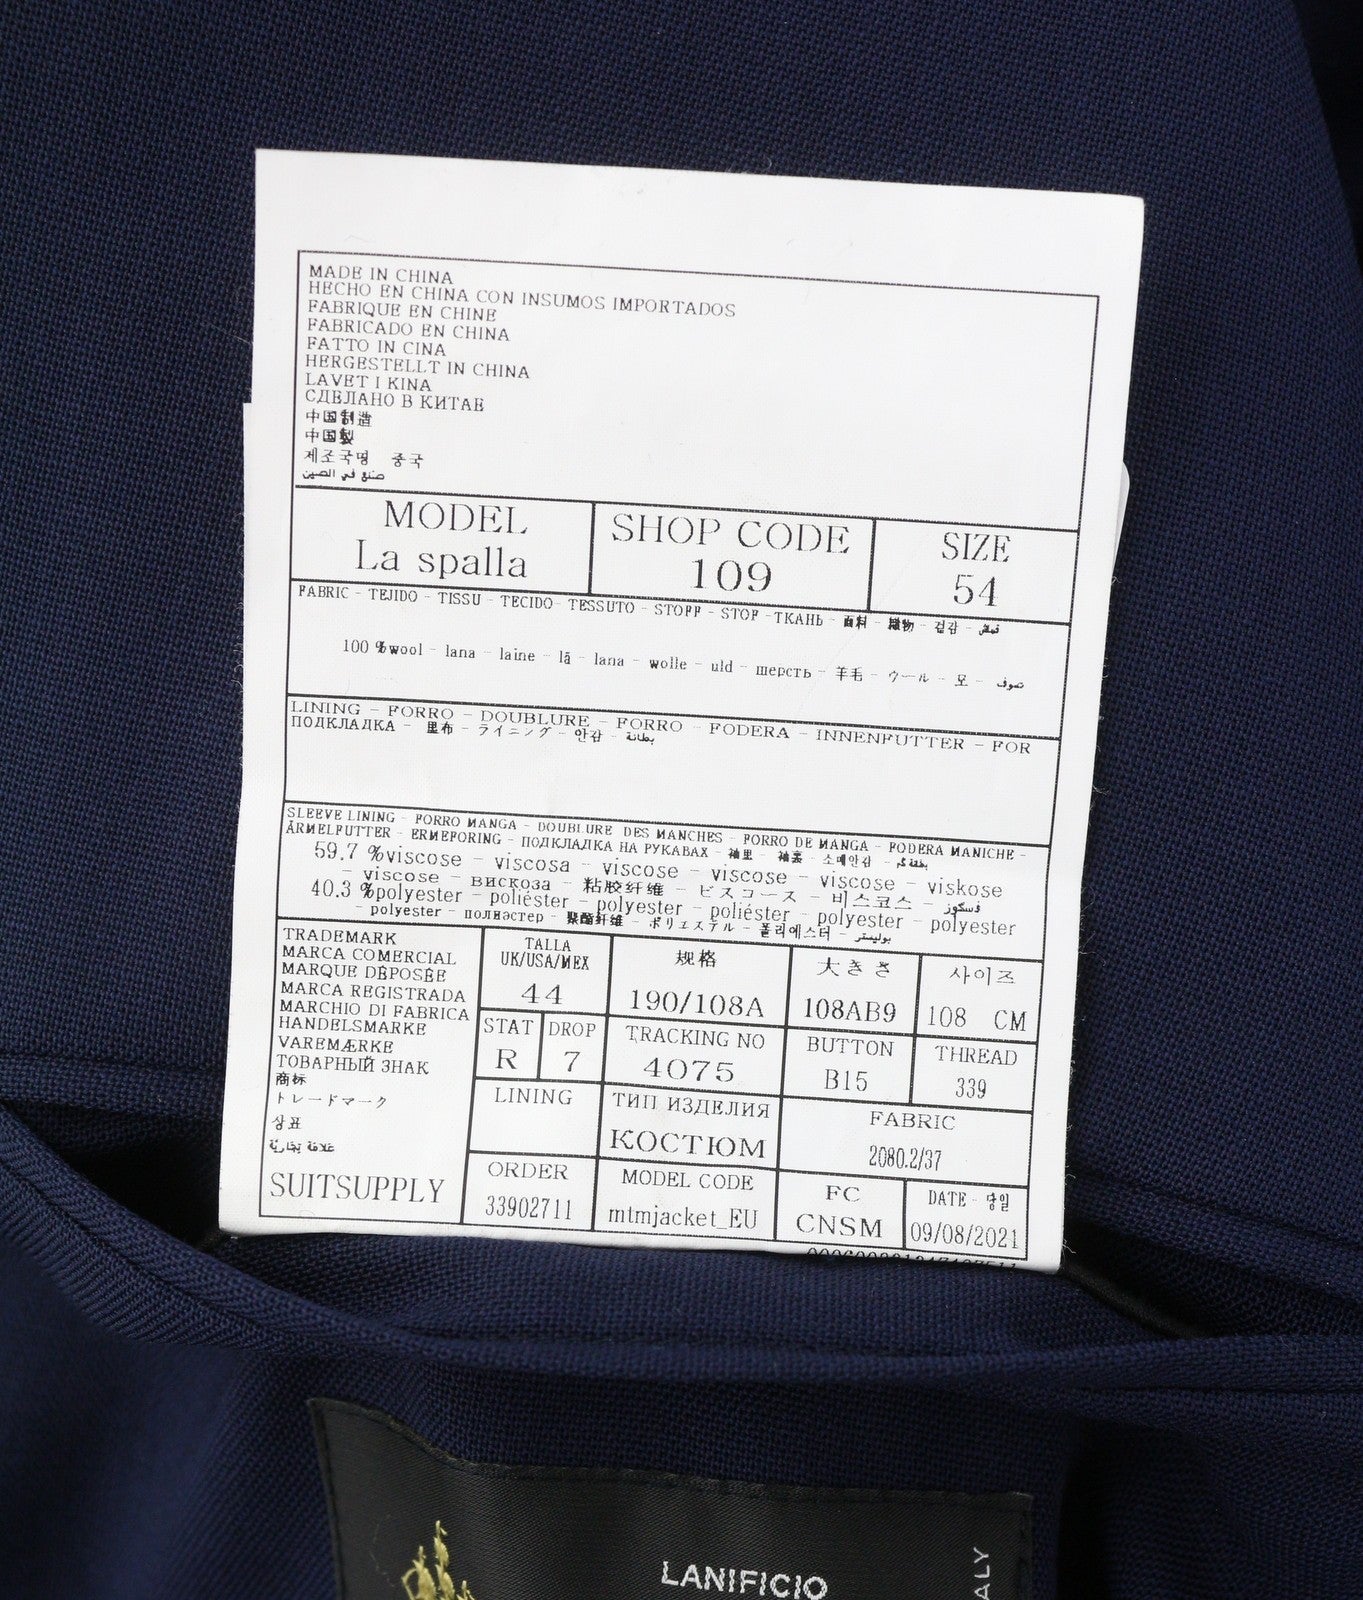 MADE IN CHINA
HECHO EN CHINA CON INSUMOS IMPORTADOS
FABRIQUE EN CHINE
FABRICADO EN CHINA
FATTO IN CINA
HERGESTELLT IN CHINA
LAVET I KINA
СДЕЛАНО В КИТАЕ
中国制造
中国製
제조국명 중국
صنع في الصين
MODEL
La spalla
SHOP CODE
109
SIZE
54
FABRIC - TEJIDO - TISSU - TECIDO- TESSUTO - STOFF - STOF -ТКАНЬ - 面料 - 織物 - 겉감 - قماش
100 %wool - lana - laine - lã - lana - wolle - uld - шерсть - 羊毛 - ウール - 모 - صوف
LINING - FORRO - DOUBLURE - FORRO - FODERA - INNENFUTTER - FOR
ПОДКЛАДКА - 里布 - ライニング - 안감 - بطانة
SLEEVE LINING - FORRO MANGA - DOUBLURE DES MANCHES - FORRO DE MANGA - FODERA MANICHE -
ÄRMELFUTTER - ERMEFORING - ПОДКЛАДКА НА РУКАВАХ - 袖里 - 袖裏 - 소매안감 -
59.7 %viscose - viscosa - viscose - viscose - viscose - viskose
- viscose - вискоза - 粘胶纤维 - ビスコース - 비스코스 - فسكوز
40.3 %polyester - poliéster - polyester - poliéster - polyester - polyester
- polyester - полиэстер - 聚酯纤维 - ポリエステル - 폴리에스터 - بوليستر
TRADEMARK
MARCA COMERCIAL
MARQUE DÉPOSÉE
MARCA REGISTRADA
MARCHIO DI FABRICA
HANDELSMARKE
VAREMÆRKE
ТОВАРНЫЙ ЗНАК
商标
トレードマーク
상표
علامة تجارية
SUITSUPPLY
TALLA
UK/USA/MEX
44
规格
190/108A
大きさ
108AB9
사이즈
108 CM
STAT
R
DROP
7
TRACKING NO
4075
BUTTON
B15
THREAD
339
LINING
ТИП ИЗДЕЛИЯ
КОСТЮМ
FABRIC
2080.2/37
ORDER
33902711
MODEL CODE
mtmjacket_EU
FC
CNSM
DATE - 당일
09/08/2021
LANIFICIO
ALY